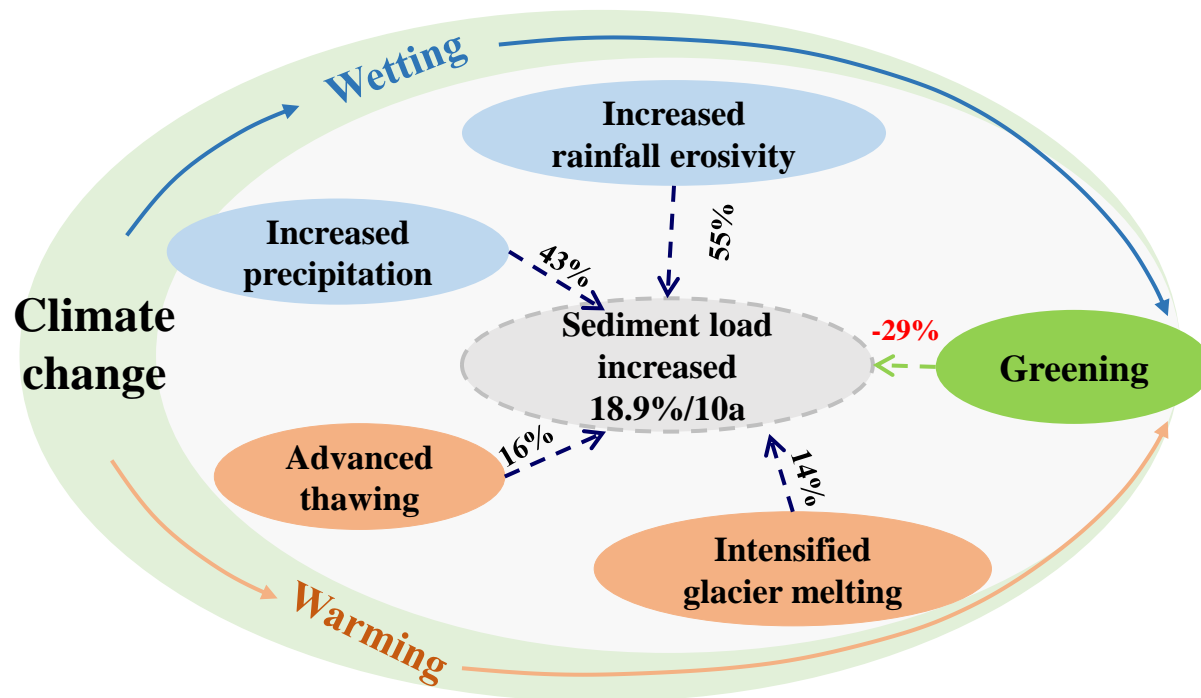 Wetting
Increased
rainfall erosivity
55%
Increased
precipitation
43%
Climate
change
Sediment load
increased
18.9%/10a
-29%
Greening
Advanced
thawing
16%
14%
Intensified
glacier melting
Warming